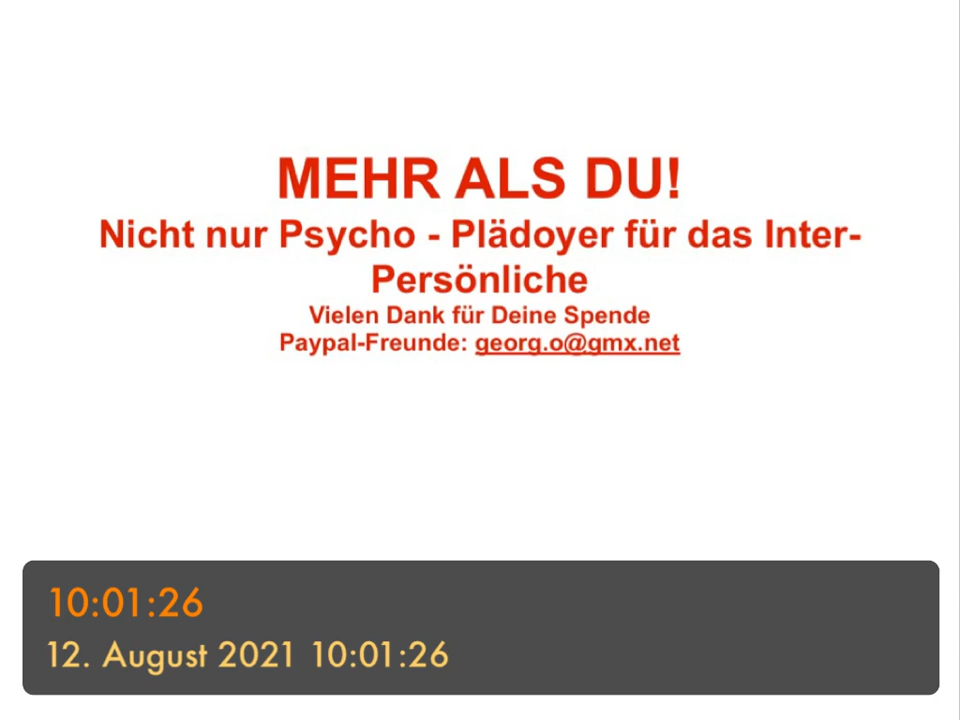 MEHR ALS DU!
Nicht nur Psycho - Plädoyer für das Inter-
Persönliche
Vielen Dank für Deine Spende
Paypal-Freunde: georg.o@gmx.net
10:01:26
12. August 2021 10:01:26